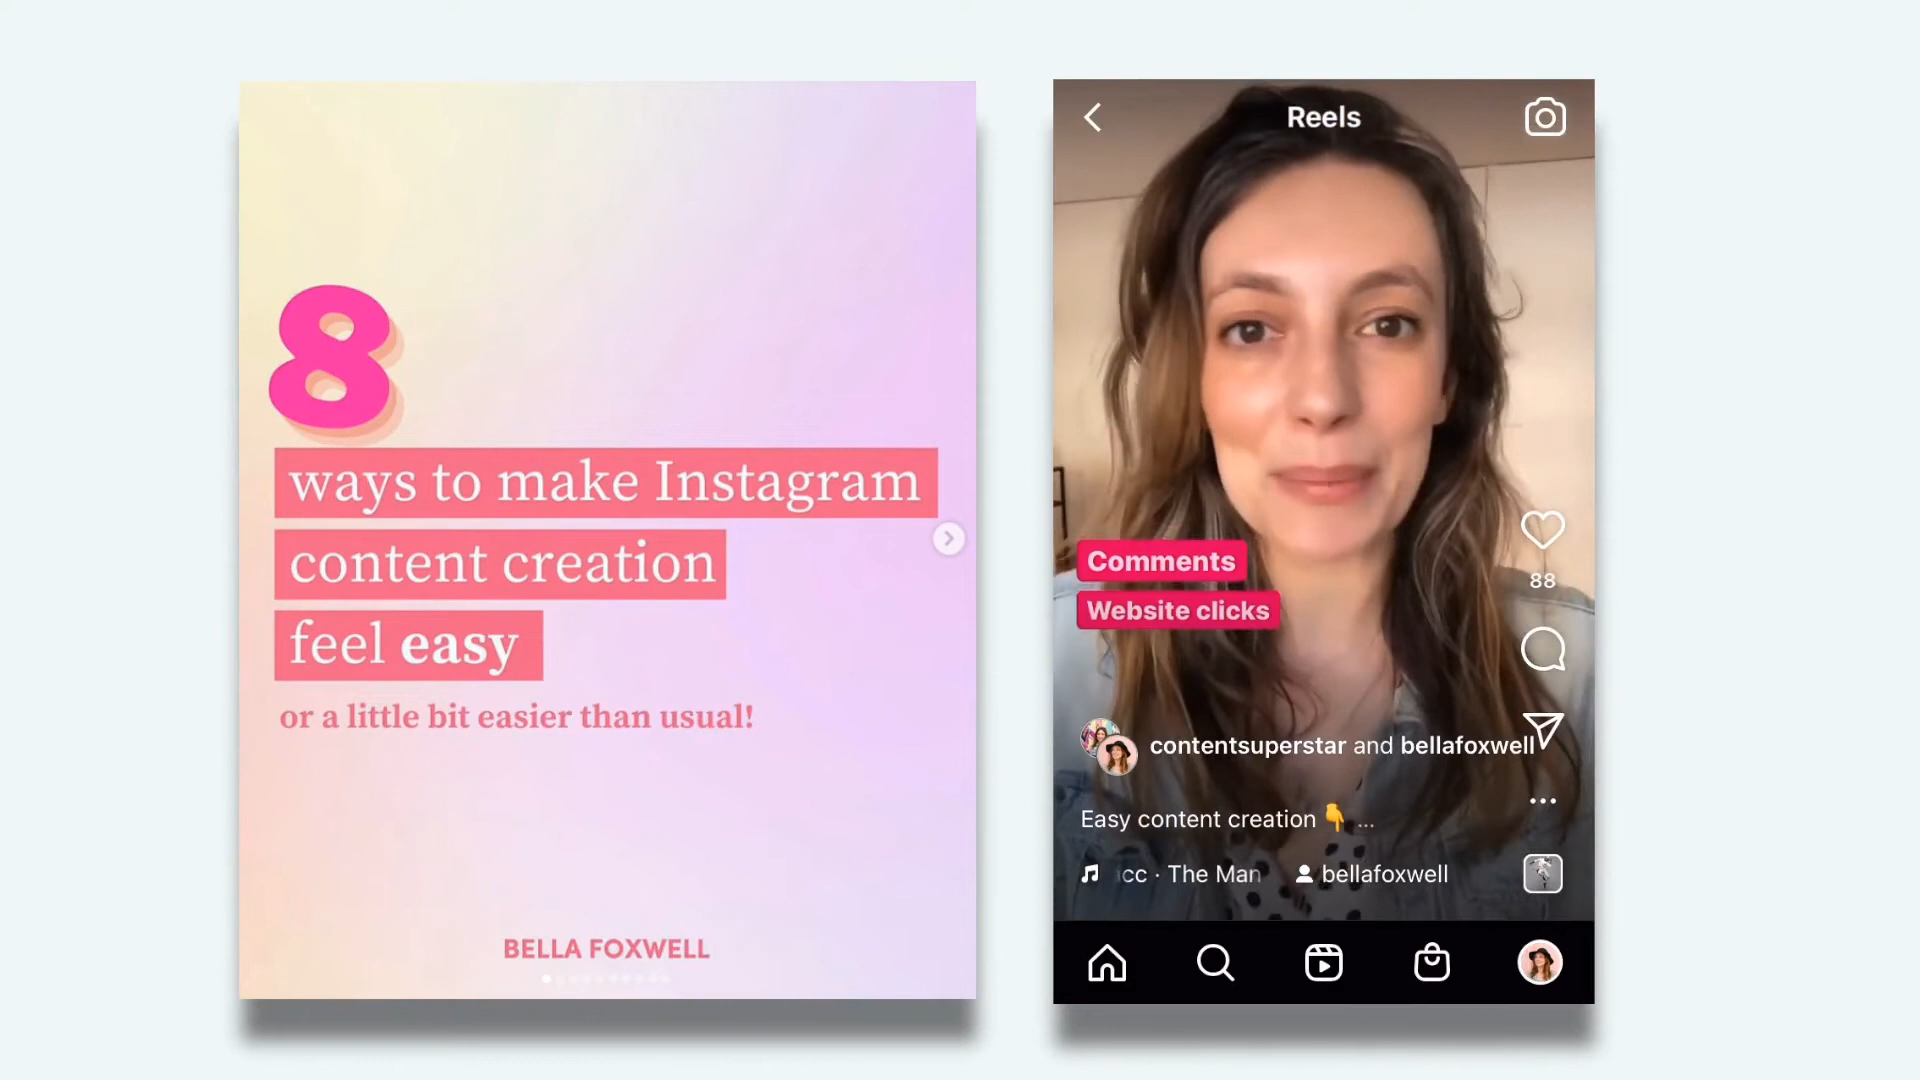 8
ways to make Instagram
content creation
feel easy
or a little bit easier than usual!
BELLA FOXWELL
Reels
Comments
Website clicks
88
contentsuperstar and bellafoxwell
Easy content creation 👇 ...
cc · The Man
bellafoxwell